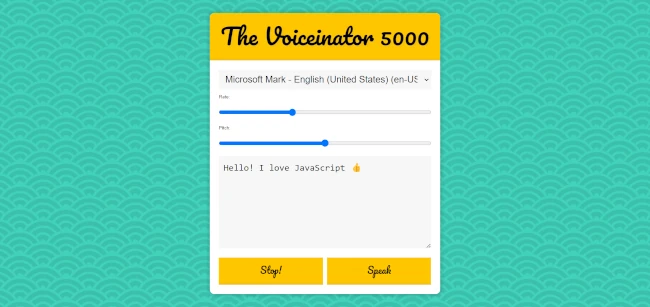 The Voiceinator 5000
Microsoft Mark - English (United States) (en-US
Rate:
Pitch:
Hello! I love JavaScript 👍
Stop!
Speak